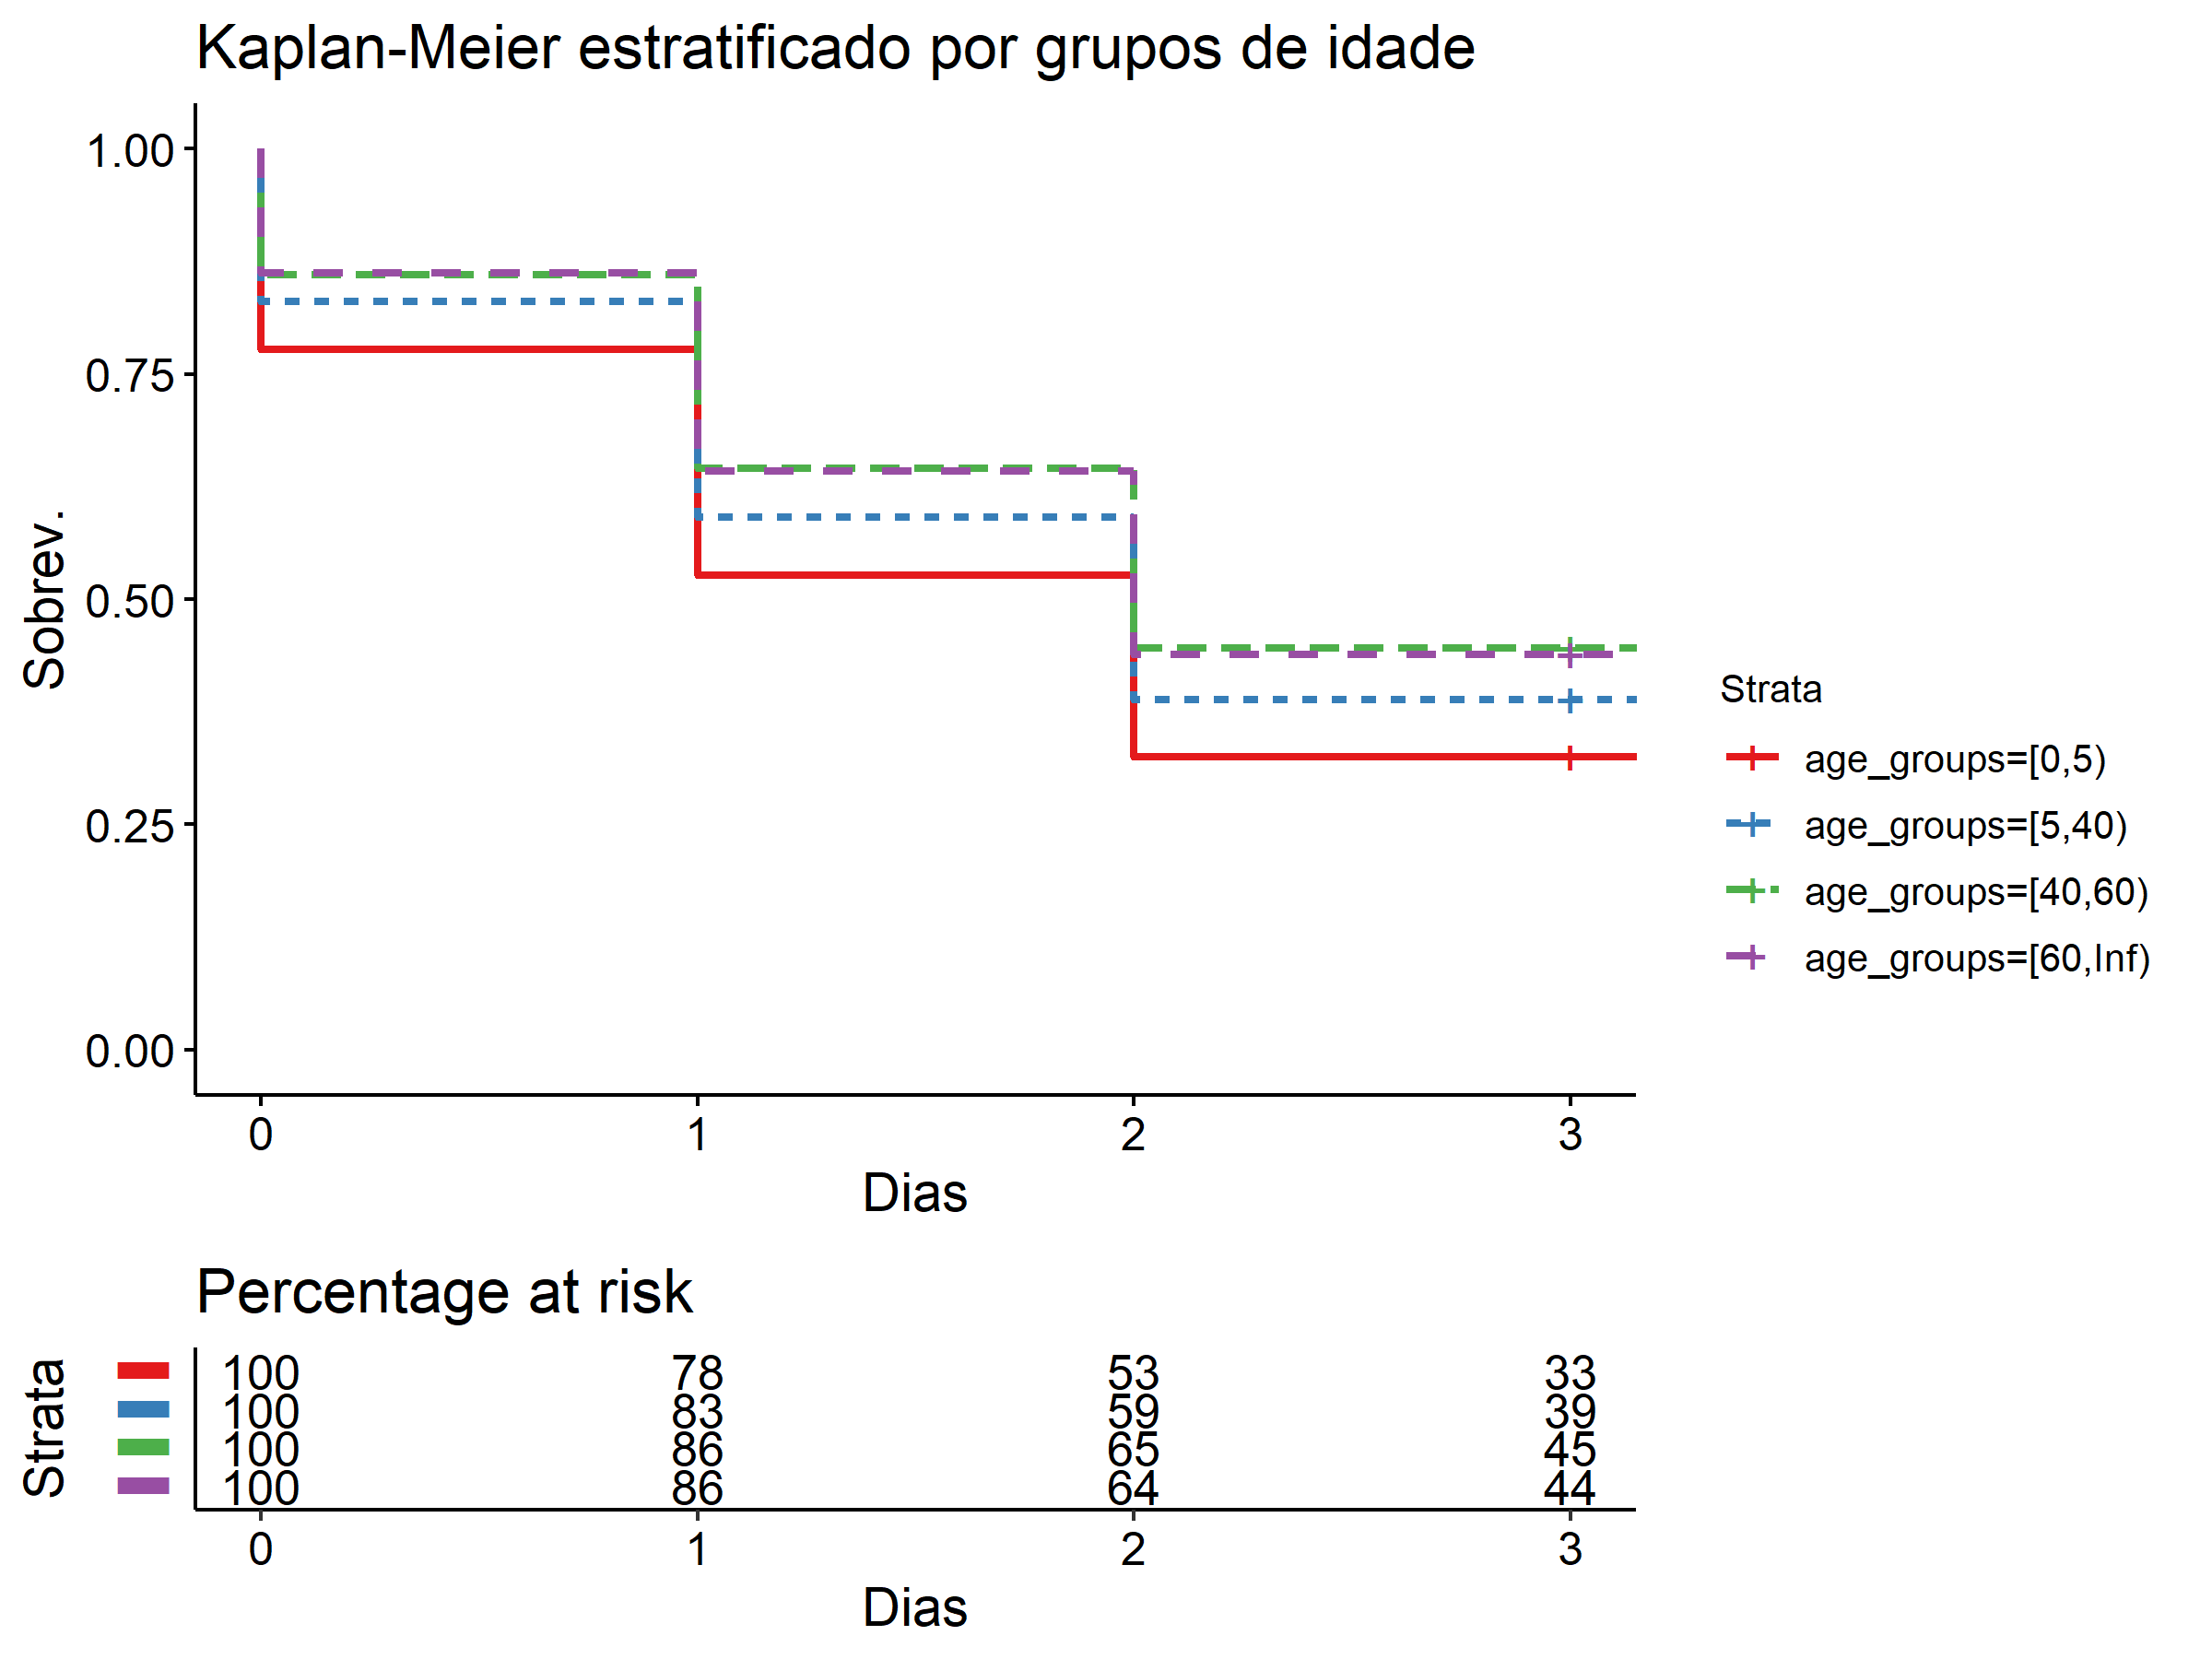 Kaplan-Meier estratificado por grupos de idade
1.00
0.75
0.50
0.25
0.00
Sobrev.
0 1 2 3
Dias
Strata
age_groups=[0,5)
age_groups=[5,40)
age_groups=[40,60)
age_groups=[60,Inf)
Percentage at risk
Strata
100 78 53 33
100 83 59 39
100 86 65 45
100 86 64 44
0 1 2 3
Dias